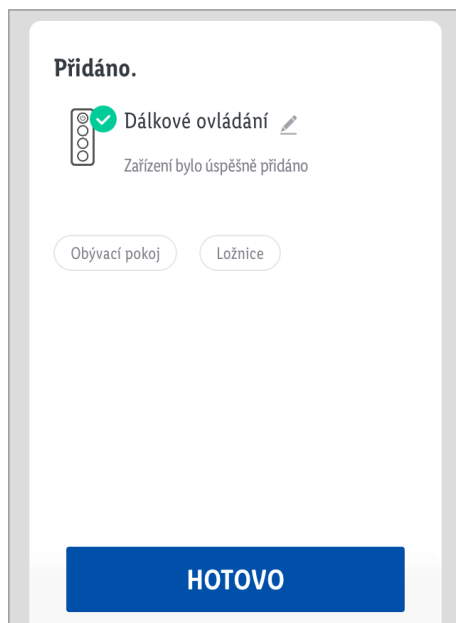 Přidáno.
Dálkové ovládání
Zařízení bylo úspěšně přidáno
Obývací pokoj
Ložnice
HOTOVO